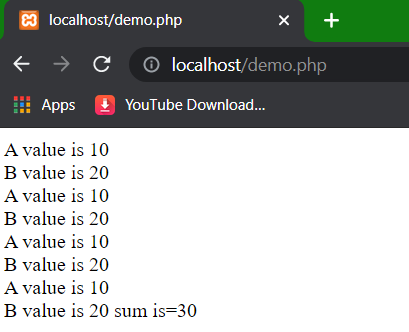 localhost/demo.php
localhost/demo.php
Apps YouTube Download...
A value is 10
B value is 20
A value is 10
B value is 20
A value is 10
B value is 20
A value is 10
B value is 20 sum is=30